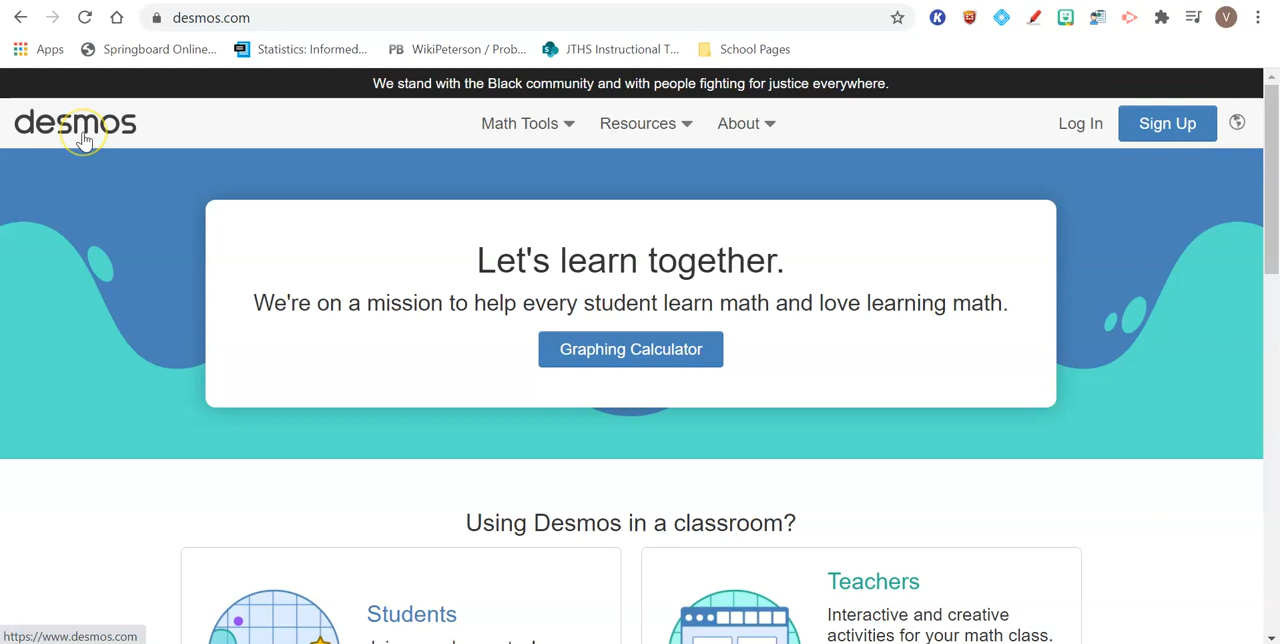 desmos.com
Apps
Springboard Online...
Statistics: Informed...
PB WikiPeterson / Prob...
JTHS Instructional T...
School Pages
We stand with the Black community and with people fighting for justice everywhere.
desmos
Math Tools
Resources
About
Log In
Sign Up
Let's learn together.
We're on a mission to help every student learn math and love learning math.
Graphing Calculator
Using Desmos in a classroom?
Students
Teachers
Interactive and creative
activities for your math class.
https://www.desmos.com
K
V